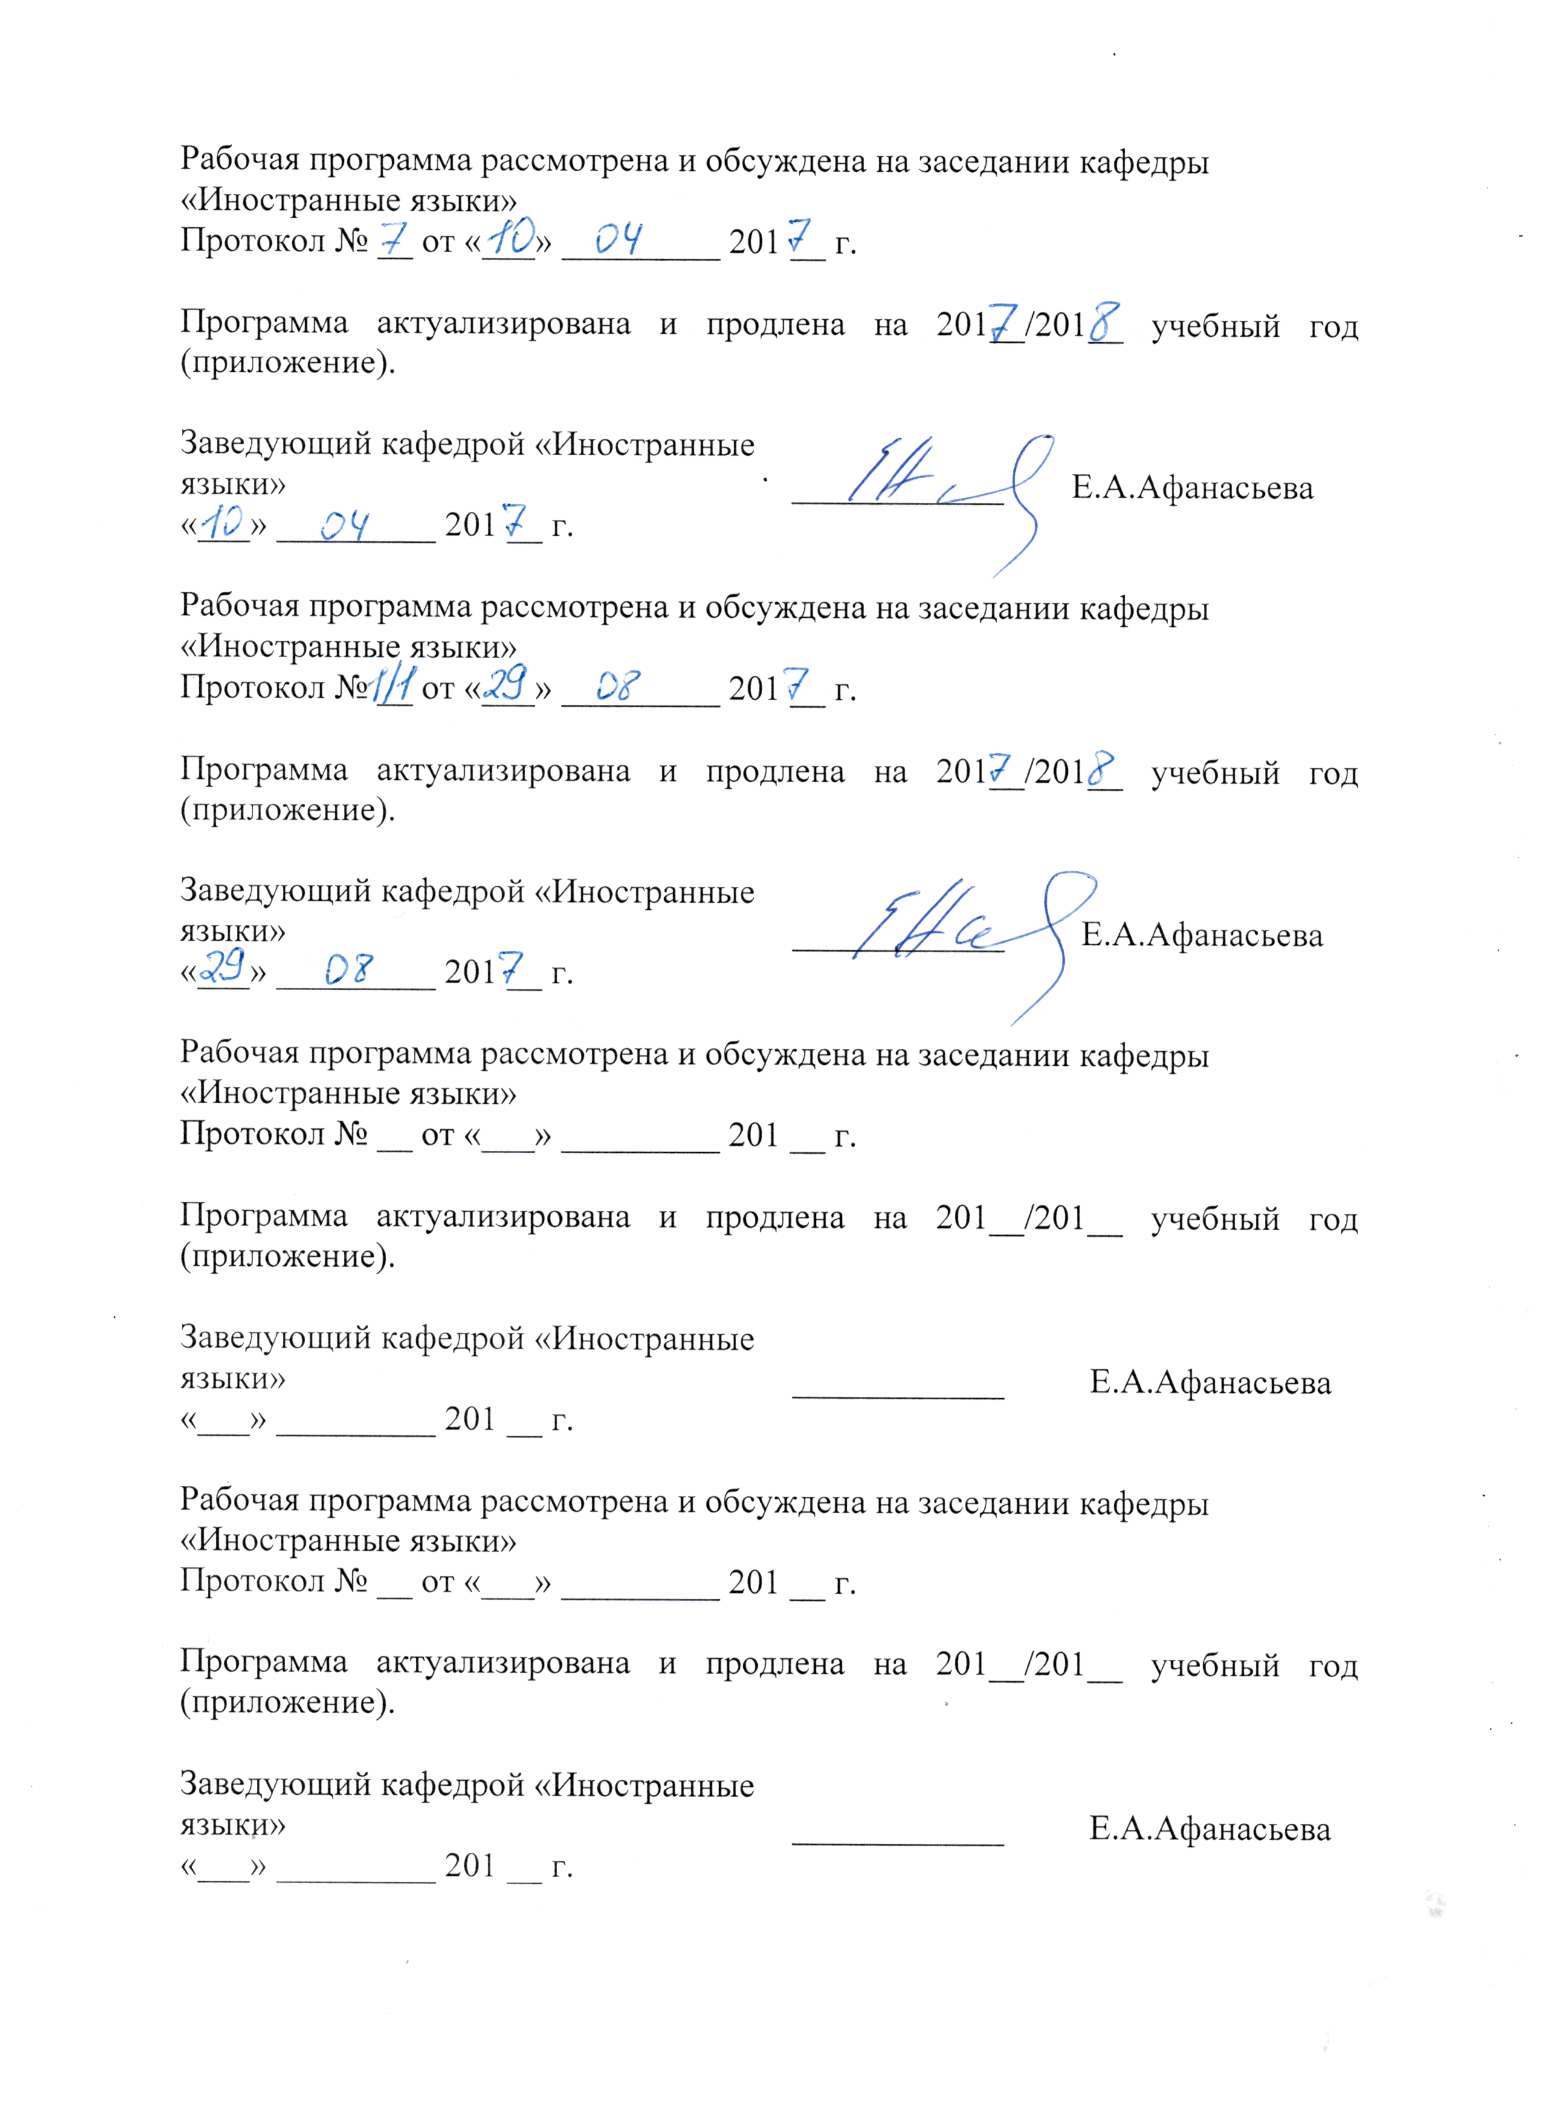 Рабочая программа рассмотрена и обсуждена на заседании кафедры
«Иностранные языки»
Протокол № 7 от «10» 04 2017 г.
Программа актуализирована и продлена на 2017/2018 учебный год
(приложение).
Заведующий кафедрой «Иностранные
языки» Е.А.Афанасьева
«10» 04 2017 г.
Рабочая программа рассмотрена и обсуждена на заседании кафедры
«Иностранные языки»
Протокол №1/1 от «29» 08 2017 г.
Программа актуализирована и продлена на 2017/2018 учебный год
(приложение).
Заведующий кафедрой «Иностранные
языки» Е.А.Афанасьева
«29» 08 2017 г.
Рабочая программа рассмотрена и обсуждена на заседании кафедры
«Иностранные языки»
Протокол № __ от «___» _________ 201 __ г.
Программа актуализирована и продлена на 201__/201__ учебный год
(приложение).
Заведующий кафедрой «Иностранные
языки» ____________ Е.А.Афанасьева
«___» _________ 201 __ г.
Рабочая программа рассмотрена и обсуждена на заседании кафедры
«Иностранные языки»
Протокол № __ от «___» _________ 201 __ г.
Программа актуализирована и продлена на 201__/201__ учебный год
(приложение).
Заведующий кафедрой «Иностранные
языки» ____________ Е.А.Афанасьева
«___» _________ 201 __ г.